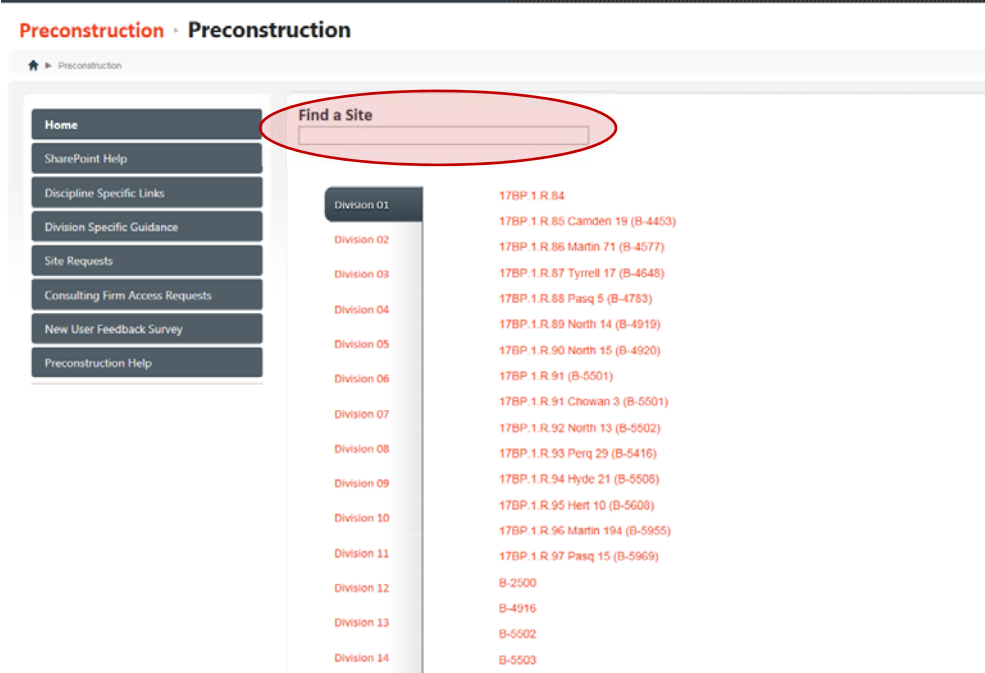 Preconstruction · Preconstruction
Preconstruction
Home
SharePoint Help
Discipline Specific Links
Division Specific Guidance
Site Requests
Consulting Firm Access Requests
New User Feedback Survey
Preconstruction Help
Find a Site
Division 01
Division 02
Division 03
Division 04
Division 05
Division 06
Division 07
Division 08
Division 09
Division 10
Division 11
Division 12
Division 13
Division 14
17BP.1.R.84
17BP.1.R.85 Camden 19 (B-4453)
17BP.1.R.86 Martin 71 (B-4577)
17BP.1.R.87 Tyrrell 17 (B-4648)
17BP.1.R.88 Pasq 5 (B-4783)
17BP.1.R.89 North 14 (B-4919)
17BP.1.R.90 North 15 (B-4920)
17BP.1.R.91 (B-5501)
17BP.1.R.91 Chowan 3 (B-5501)
17BP.1.R.92 North 13 (B-5502)
17BP.1.R.93 Perq 29 (B-5416)
17BP.1.R.94 Hyde 21 (B-5508)
17BP.1.R.95 Hert 10 (B-5608)
17BP.1.R.96 Martin 194 (B-5955)
17BP.1.R.97 Pasq 15 (B-5969)
B-2500
B-4916
B-5502
B-5503